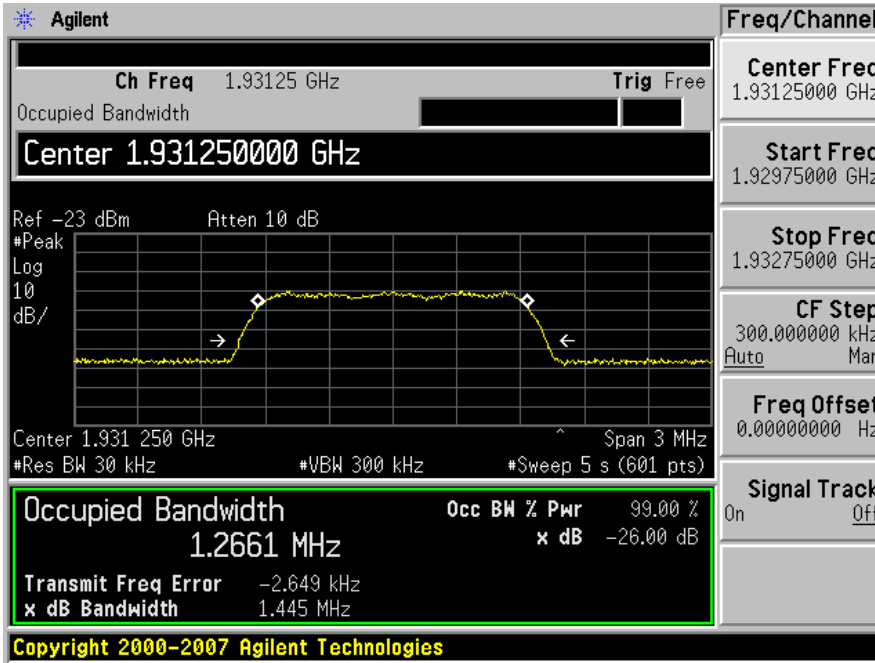 Agilent
Freq/Channel
Ch Freq 1.93125 GHz Trig Free
Occupied Bandwidth
Center 1.931250000 GHz
Ref -23 dBm Atten 10 dB
#Peak
Log
10
dB/
Center 1.931 250 GHz Span 3 MHz
#Res BW 30 kHz #VBW 300 kHz #Sweep 5 s (601 pts)
Occupied Bandwidth
1.2661 MHz
Occ BW % Pwr 99.00 %
x dB -26.00 dB
Transmit Freq Error -2.649 kHz
x dB Bandwidth 1.445 MHz
Copyright 2000-2007 Agilent Technologies
Center Freq
1.93125000 GHz
Start Freq
1.92975000 GHz
Stop Freq
1.93275000 GHz
CF Step
300.000000 kHz
Auto Man
Freq Offset
0.00000000 Hz
Signal Track
On Off